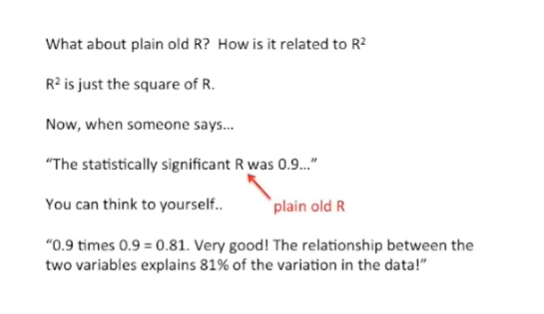 What about plain old R?  How is it related to R²
R² is just the square of R.
Now, when someone says...
“The statistically significant R was 0.9...”
You can think to yourself..
plain old R
“0.9 times 0.9 = 0.81. Very good! The relationship between the
two variables explains 81% of the variation in the data!”